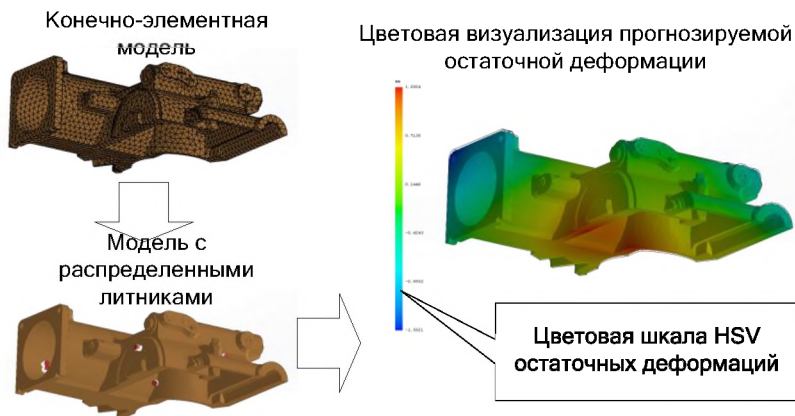 Конечно-элементная
модель
Модель с
распределенными
литниками
Цветовая визуализация прогнозируемой
остаточной деформации
Цветовая шкала HSV
остаточных деформаций